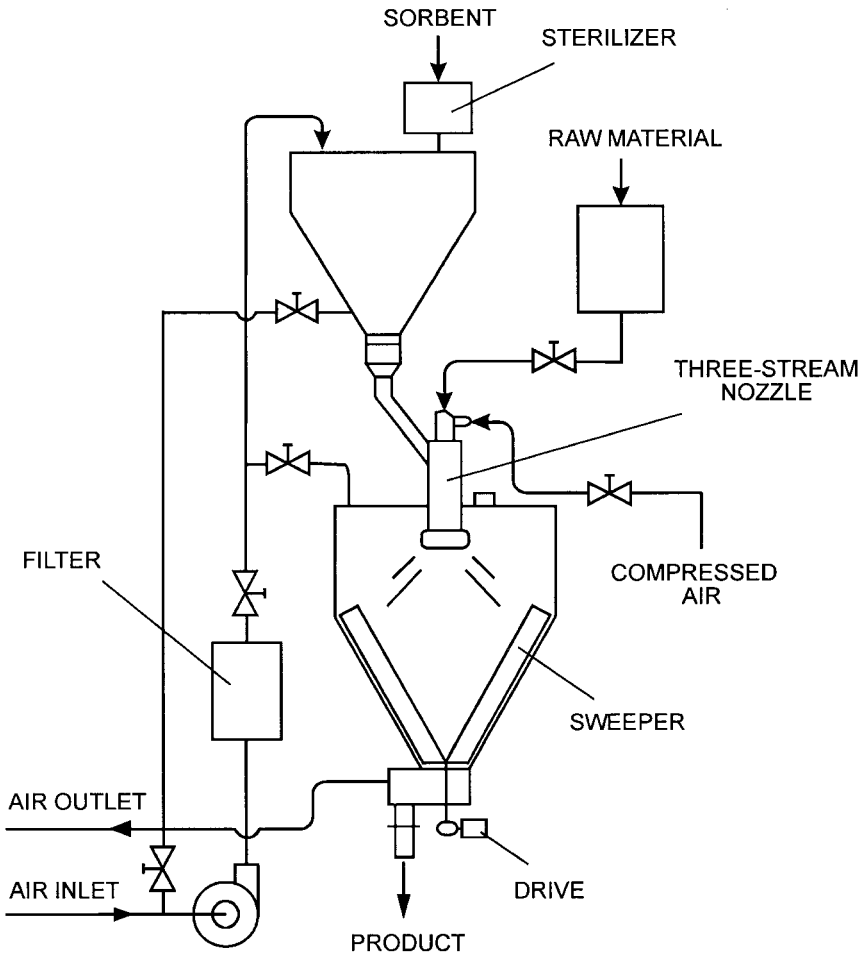 SORBENT
STERILIZER
RAW MATERIAL
THREE-STREAM
NOZZLE
FILTER
COMPRESSED
AIR
SWEEPER
AIR OUTLET
AIR INLET
DRIVE
PRODUCT